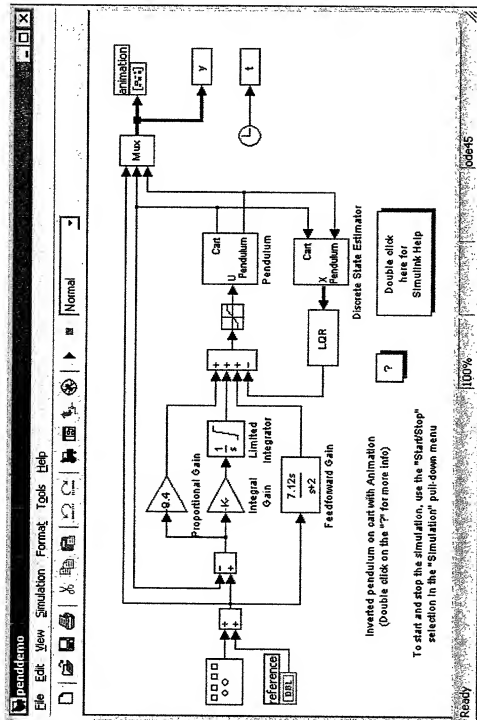 penddemo
File Edit View Simulation Format Tools Help
Normal
animation
Mux
y
t
reference
DBL
-
+
+
+
9.4
Proportional Gain
K-
Integral
Gain
1
s
Limited
Integrator
7.12s
s+2
Feedforward Gain
+
+
+
-
Cart
U
Pendulum
Pendulum
Cart
X
Pendulum
Discrete State Estimator
LQR
?
Double click
here for
Simulink Help
Inverted pendulum on cart with Animation
(Double click on the "?" for more info)
To start and stop the simulation, use the "Start/Stop"
selection in the "Simulation" pull-down menu
Ready
100%
ode45